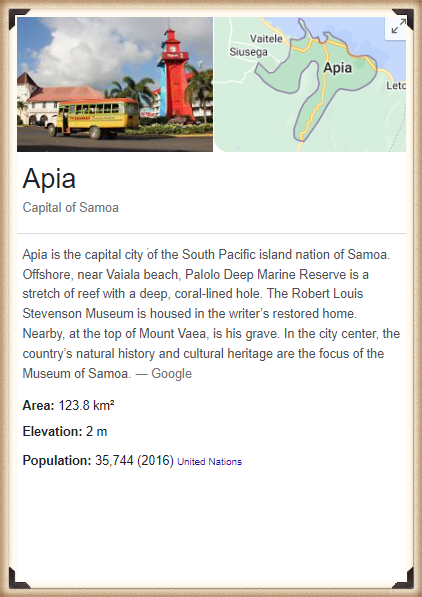 Vaitele
Siusega
Apia
Leto
Apia
Capital of Samoa
Apia is the capital city of the South Pacific island nation of Samoa.
Offshore, near Vaiala beach, Palolo Deep Marine Reserve is a
stretch of reef with a deep, coral-lined hole. The Robert Louis
Stevenson Museum is housed in the writer's restored home.
Nearby, at the top of Mount Vaea, is his grave. In the city center, the
country's natural history and cultural heritage are the focus of the
Museum of Samoa. — Google
Area: 123.8 km²
Elevation: 2 m
Population: 35,744 (2016) United Nations